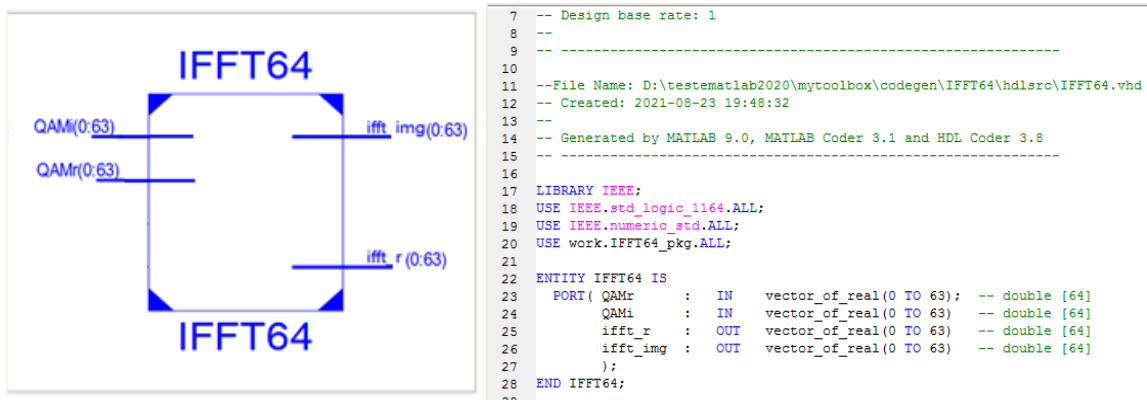 IFFT64
QAMi(0:63)
ifft_img(0:63)
QAMr(0:63)
ifft_r (0:63)
IFFT64
7 -- Design base rate: 1
8 --
9 -- -------------------------------------------------------------
10
11 --File Name: D:\testematlab2020\mytoolbox\codegen\IFFT64\hdlsrc\IFFT64.vhd
12 -- Created: 2021-08-23 19:48:32
13 --
14 -- Generated by MATLAB 9.0, MATLAB Coder 3.1 and HDL Coder 3.8
15 -- -------------------------------------------------------------
16
17 LIBRARY IEEE;
18 USE IEEE.std_logic_1164.ALL;
19 USE IEEE.numeric_std.ALL;
20 USE work.IFFT64_pkg.ALL;
21
22 ENTITY IFFT64 IS
23 PORT( QAMr : IN vector_of_real(0 TO 63); -- double [64]
24 QAMi : IN vector_of_real(0 TO 63) -- double [64]
25 ifft_r : OUT vector_of_real(0 TO 63) -- double [64]
26 ifft_img : OUT vector_of_real(0 TO 63) -- double [64]
27 );
28 END IFFT64;